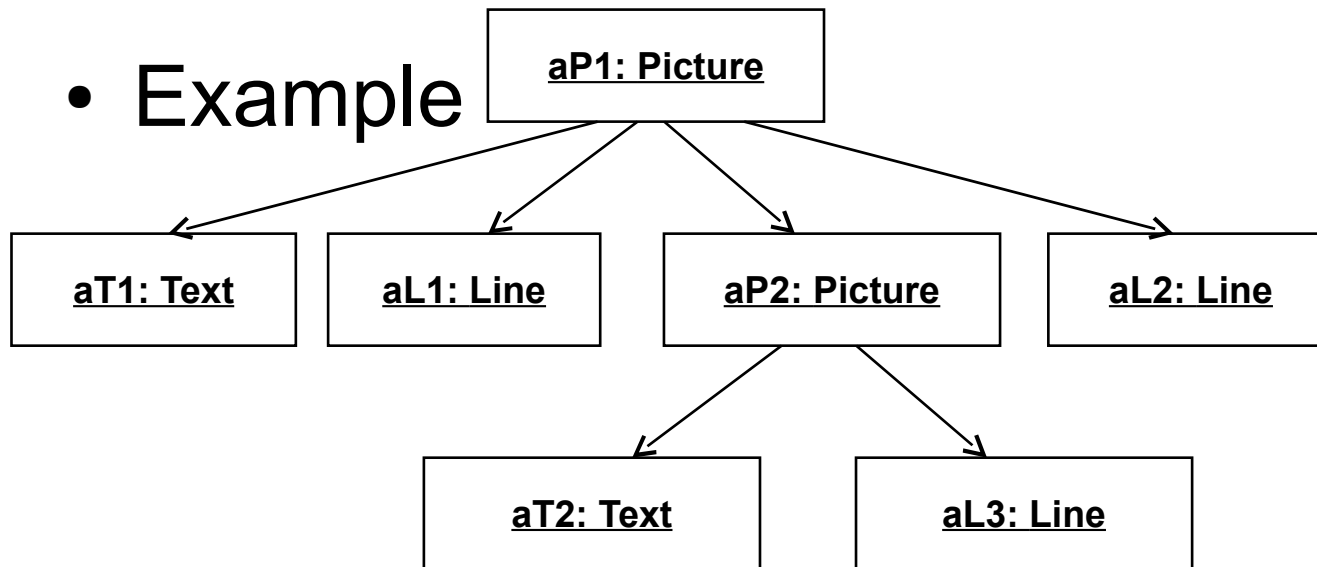 • Example
aP1: Picture
aT1: Text
aL1: Line
aP2: Picture
aL2: Line
aT2: Text
aL3: Line